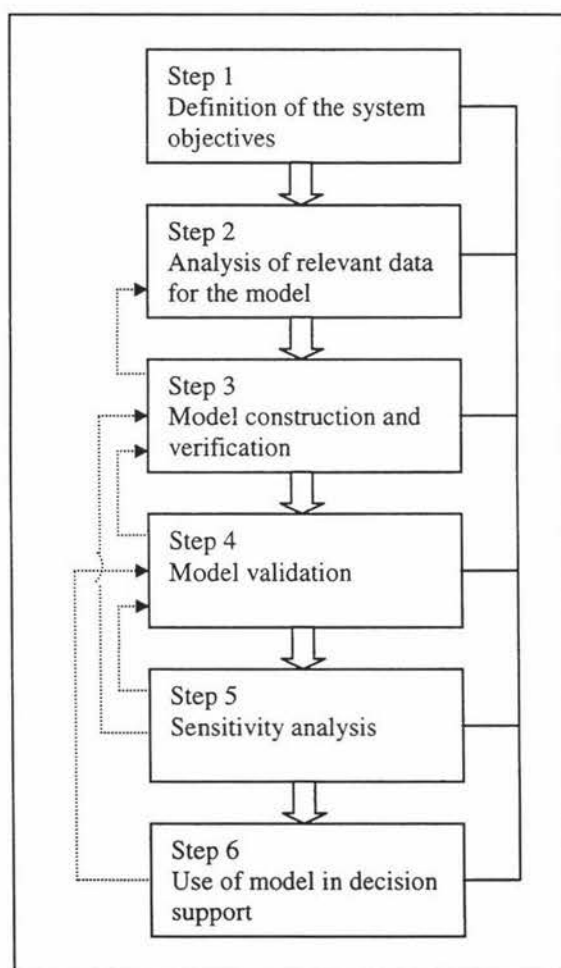 Step 1
Definition of the system
objectives
Step 2
Analysis of relevant data
for the model
Step 3
Model construction and
verification
Step 4
Model validation
Step 5
Sensitivity analysis
Step 6
Use of model in decision
support